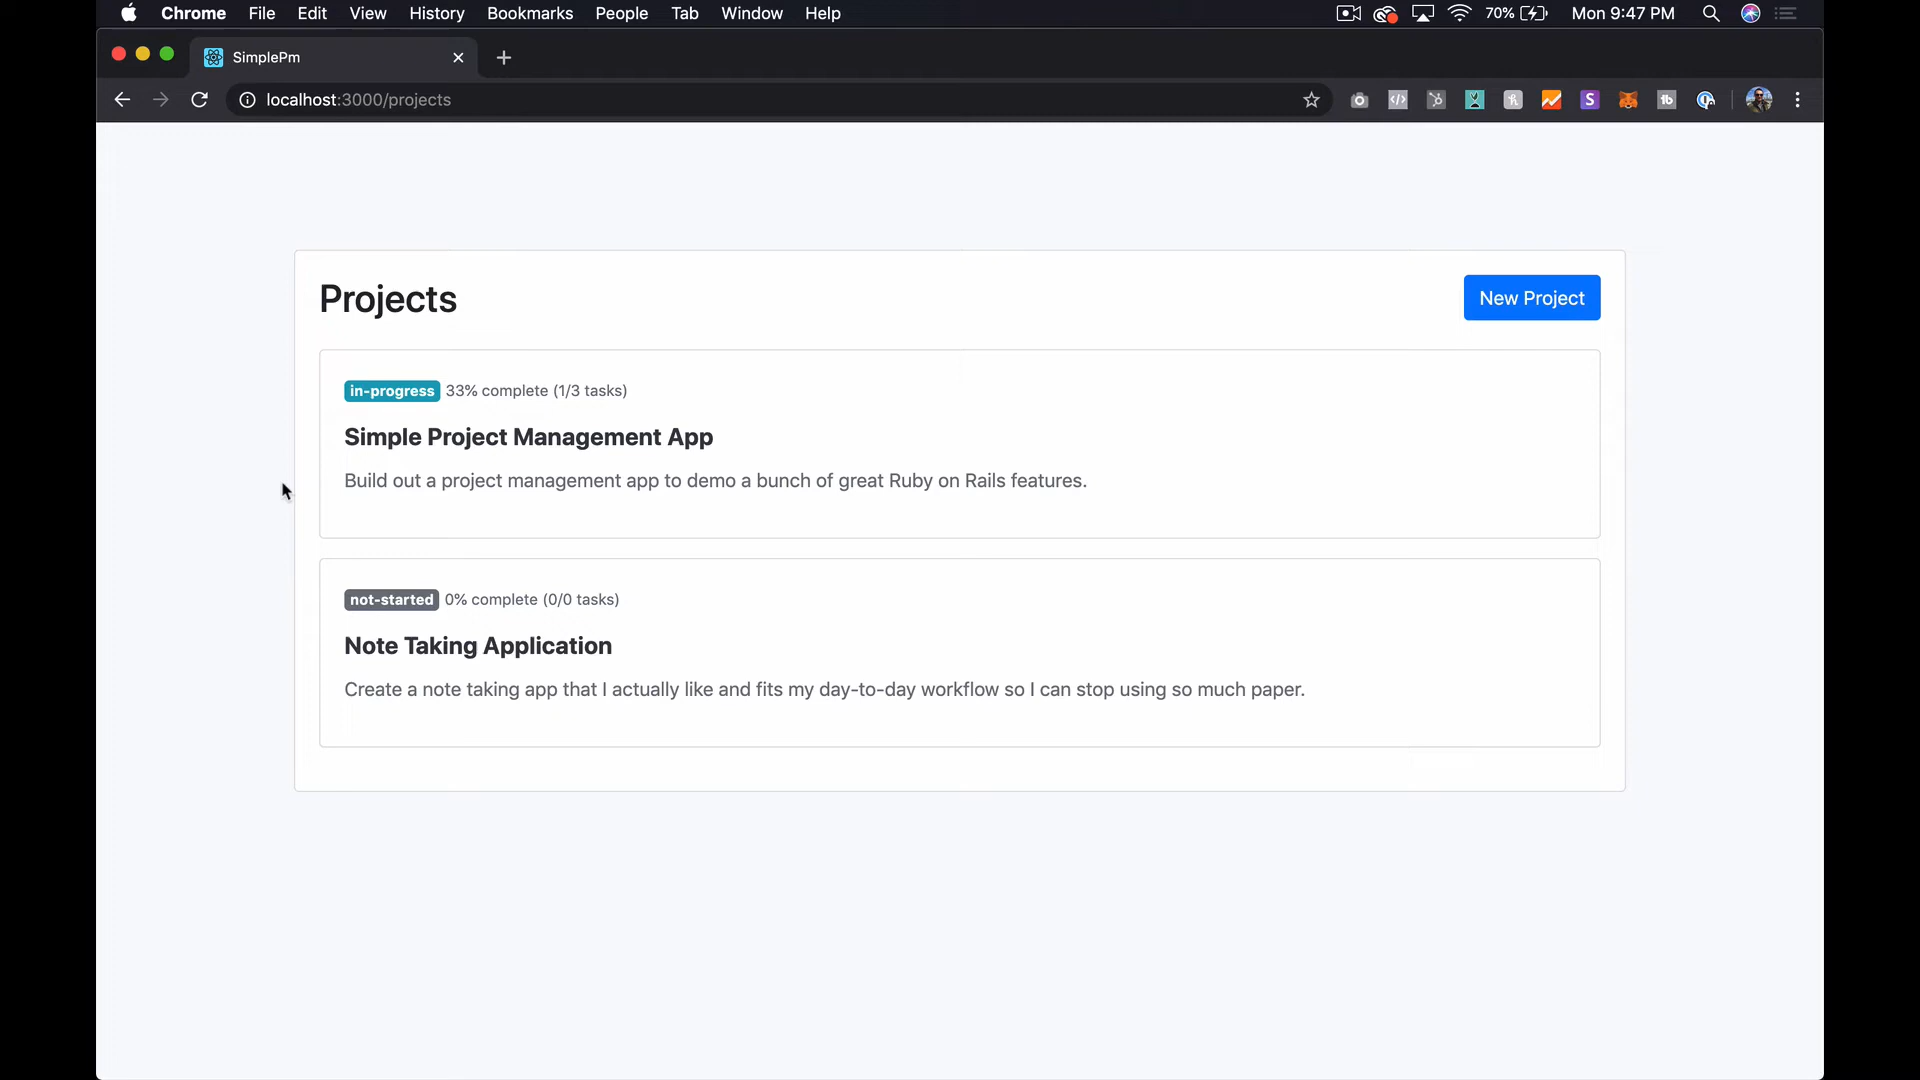 Chrome File Edit View History Bookmarks People Tab Window Help 70% Mon 9:47 PM
SimplePm
localhost:3000/projects
Projects
New Project
in-progress 33% complete (1/3 tasks)
Simple Project Management App
Build out a project management app to demo a bunch of great Ruby on Rails features.
not-started 0% complete (0/0 tasks)
Note Taking Application
Create a note taking app that I actually like and fits my day-to-day workflow so I can stop using so much paper.